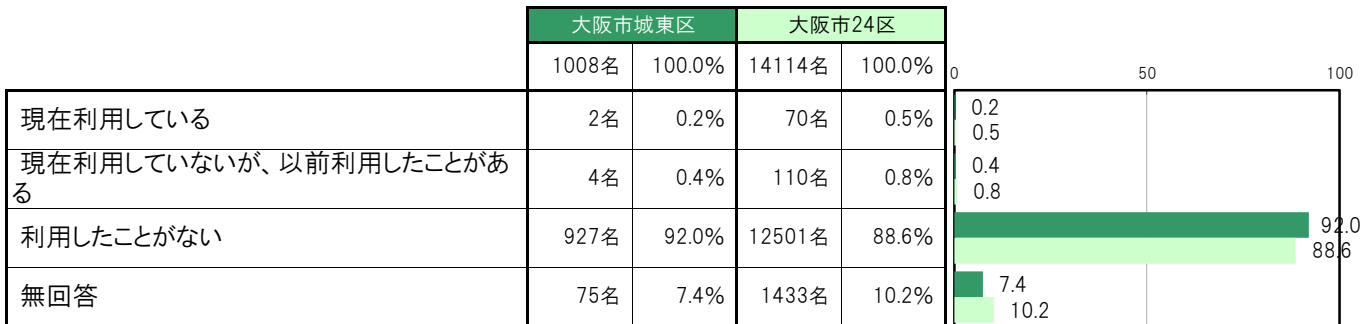 大阪市城東区 大阪市24区
1008名 100.0% 14114名 100.0%
0 50 100
現在利用している 2名 0.2% 70名 0.5% 0.2
0.5
現在利用していないが、以前利用したことがあ
る 4名 0.4% 110名 0.8% 0.4
0.8
利用したことがない 927名 92.0% 12501名 88.6% 92.0
88.6
無回答 75名 7.4% 1433名 10.2% 7.4
10.2